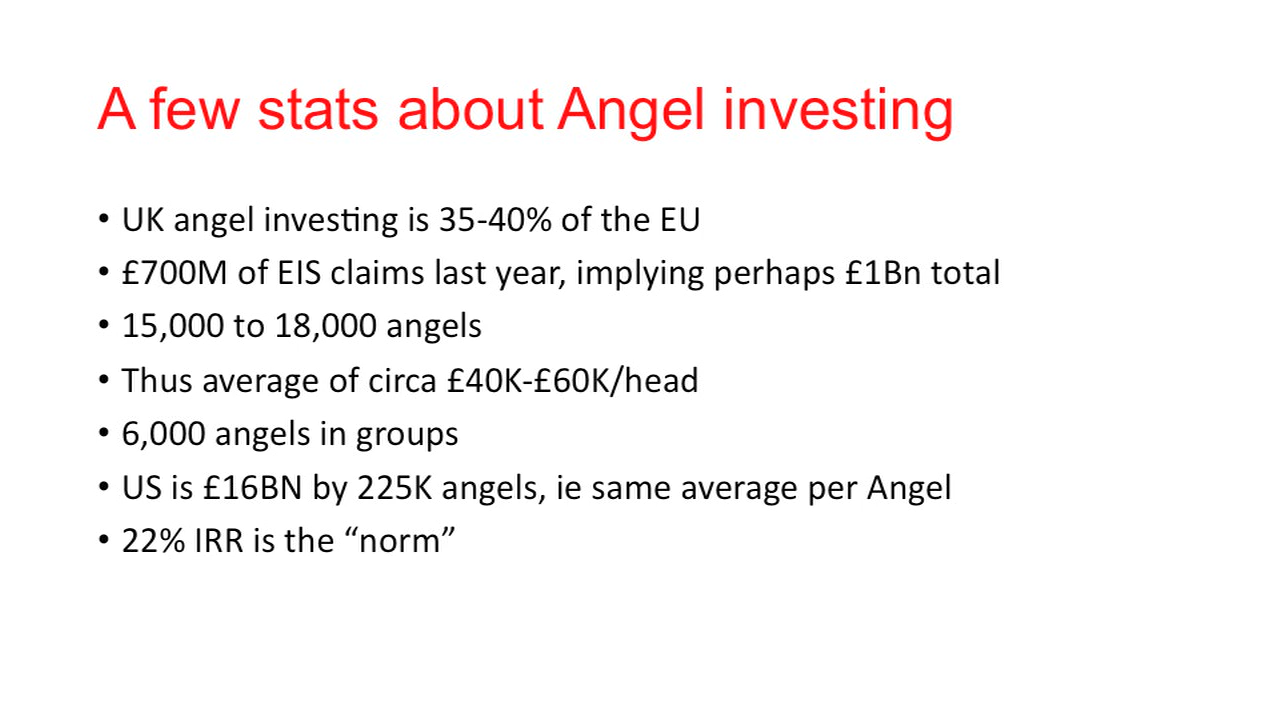 A few stats about Angel investing
• UK angel investing is 35-40% of the EU
• £700M of EIS claims last year, implying perhaps £1Bn total
• 15,000 to 18,000 angels
• Thus average of circa £40K-£60K/head
• 6,000 angels in groups
• US is £16BN by 225K angels, ie same average per Angel
• 22% IRR is the “norm”